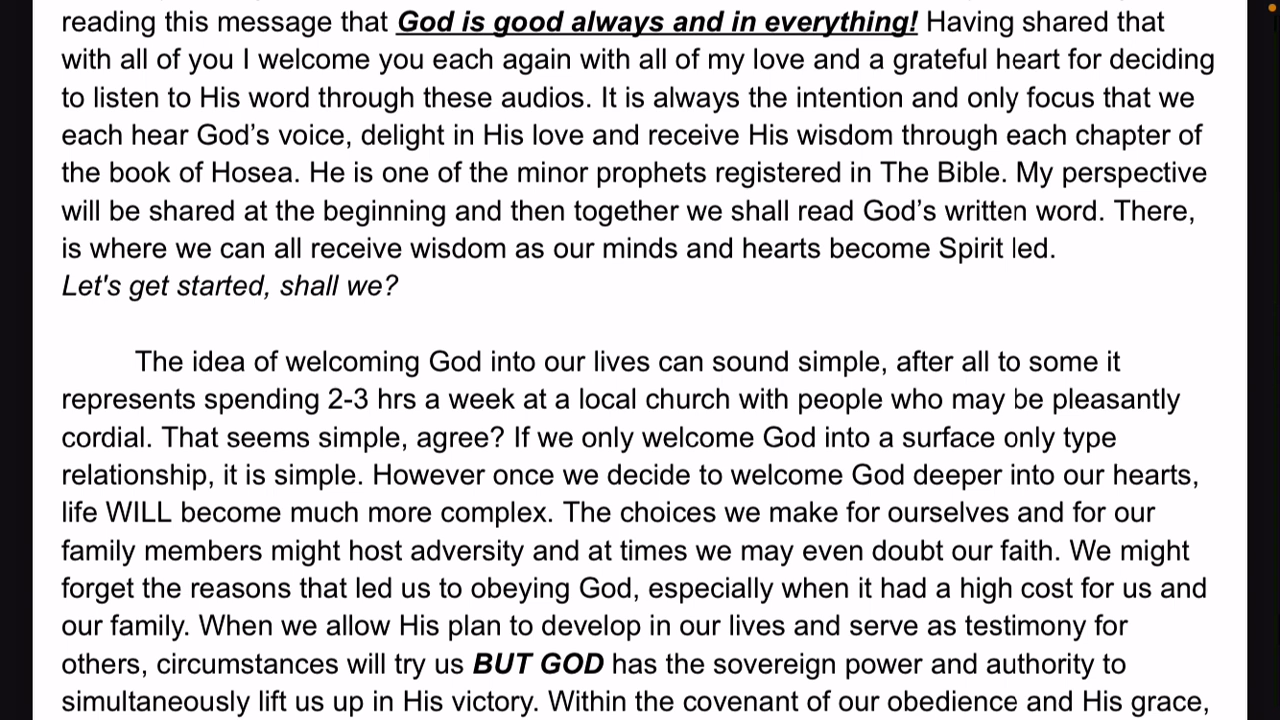 reading this message that God is good always and in everything! Having shared that
with all of you I welcome you each again with all of my love and a grateful heart for deciding
to listen to His word through these audios. It is always the intention and only focus that we
each hear God’s voice, delight in His love and receive His wisdom through each chapter of
the book of Hosea. He is one of the minor prophets registered in The Bible. My perspective
will be shared at the beginning and then together we shall read God’s written word. There,
is where we can all receive wisdom as our minds and hearts become Spirit led.
Let's get started, shall we?
The idea of welcoming God into our lives can sound simple, after all to some it
represents spending 2-3 hrs a week at a local church with people who may be pleasantly
cordial. That seems simple, agree? If we only welcome God into a surface only type
relationship, it is simple. However once we decide to welcome God deeper into our hearts,
life WILL become much more complex. The choices we make for ourselves and for our
family members might host adversity and at times we may even doubt our faith. We might
forget the reasons that led us to obeying God, especially when it had a high cost for us and
our family. When we allow His plan to develop in our lives and serve as testimony for
others, circumstances will try us BUT GOD has the sovereign power and authority to
simultaneously lift us up in His victory. Within the covenant of our obedience and His grace,